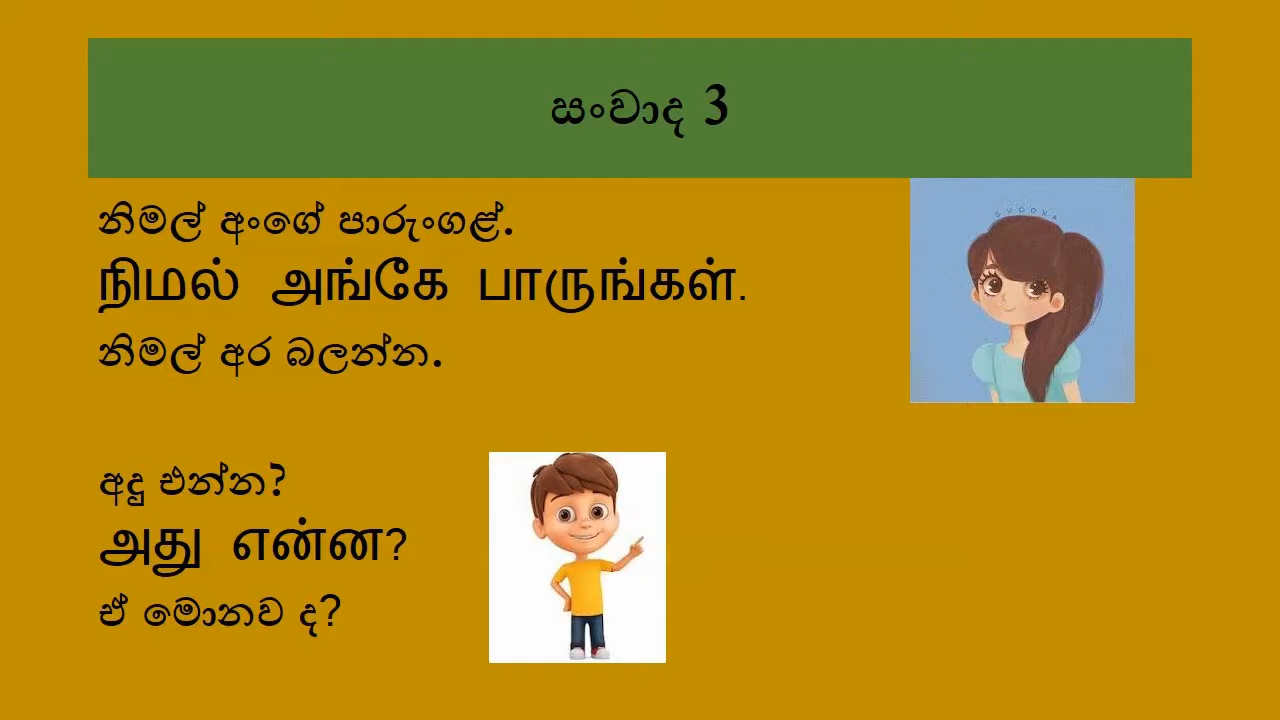 සංවාද 3
නිමල් අංගේ පාරුංගළ්.
நிமல் அங்கே பாருங்கள்.
නිමල් අර බලන්න.
අදු එන්න?
அது என்ன?
ඒ මොනව ද?